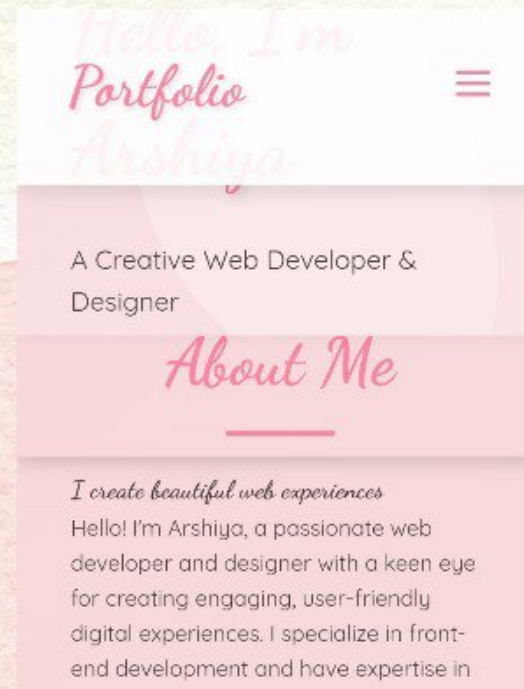 Hello, I'm
Portfolio
Arshiya
A Creative Web Developer &
Designer
About Me
I create beautiful web experiences
Hello! I'm Arshiya, a passionate web
developer and designer with a keen eye
for creating engaging, user-friendly
digital experiences. I specialize in front-
end development and have expertise in